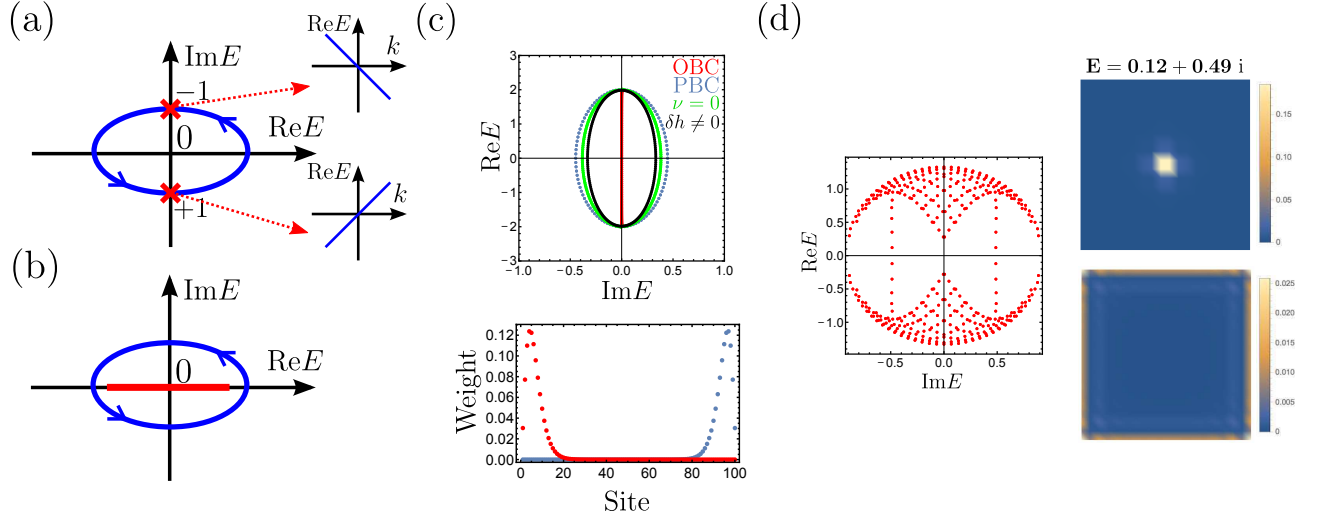 (a)
ImE
−1
0
ReE
+1
ReE
k
ReE
k
(b)
ImE
0
ReE
(c)
OBC
PBC
ν = 0
δh ≠ 0
ReE
3
2
1
0
−1
−2
−3
−1.0 −0.5 0.0 0.5 1.0
ImE
Weight
0.12
0.10
0.08
0.06
0.04
0.02
0.00
0 20 40 60 80 100
Site
(d)
ReE
1.0
0.5
0.0
−0.5
−1.0
−0.5 0.0 0.5
ImE
E = 0.12 + 0.49 i
0.15
0.10
0.05
0
0.025
0.020
0.015
0.010
0.005
0